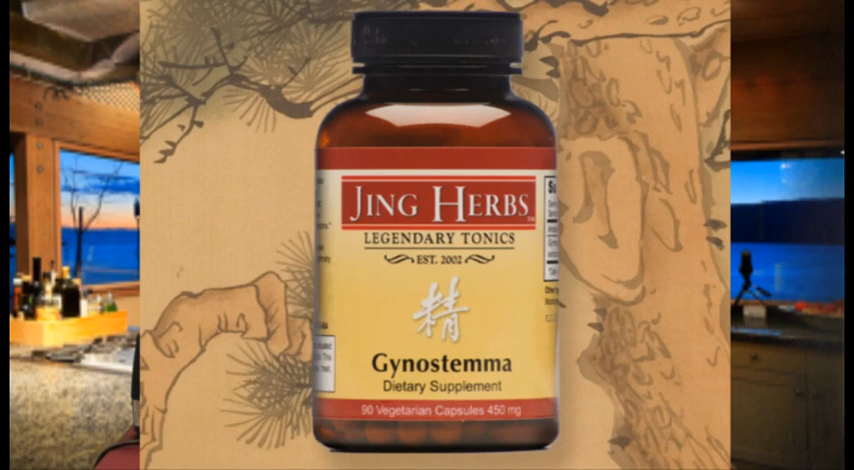 JING HERBS
LEGENDARY TONICS
EST. 2002
精
Gynostemma
Dietary Supplement
90 Vegetarian Capsules 450 mg